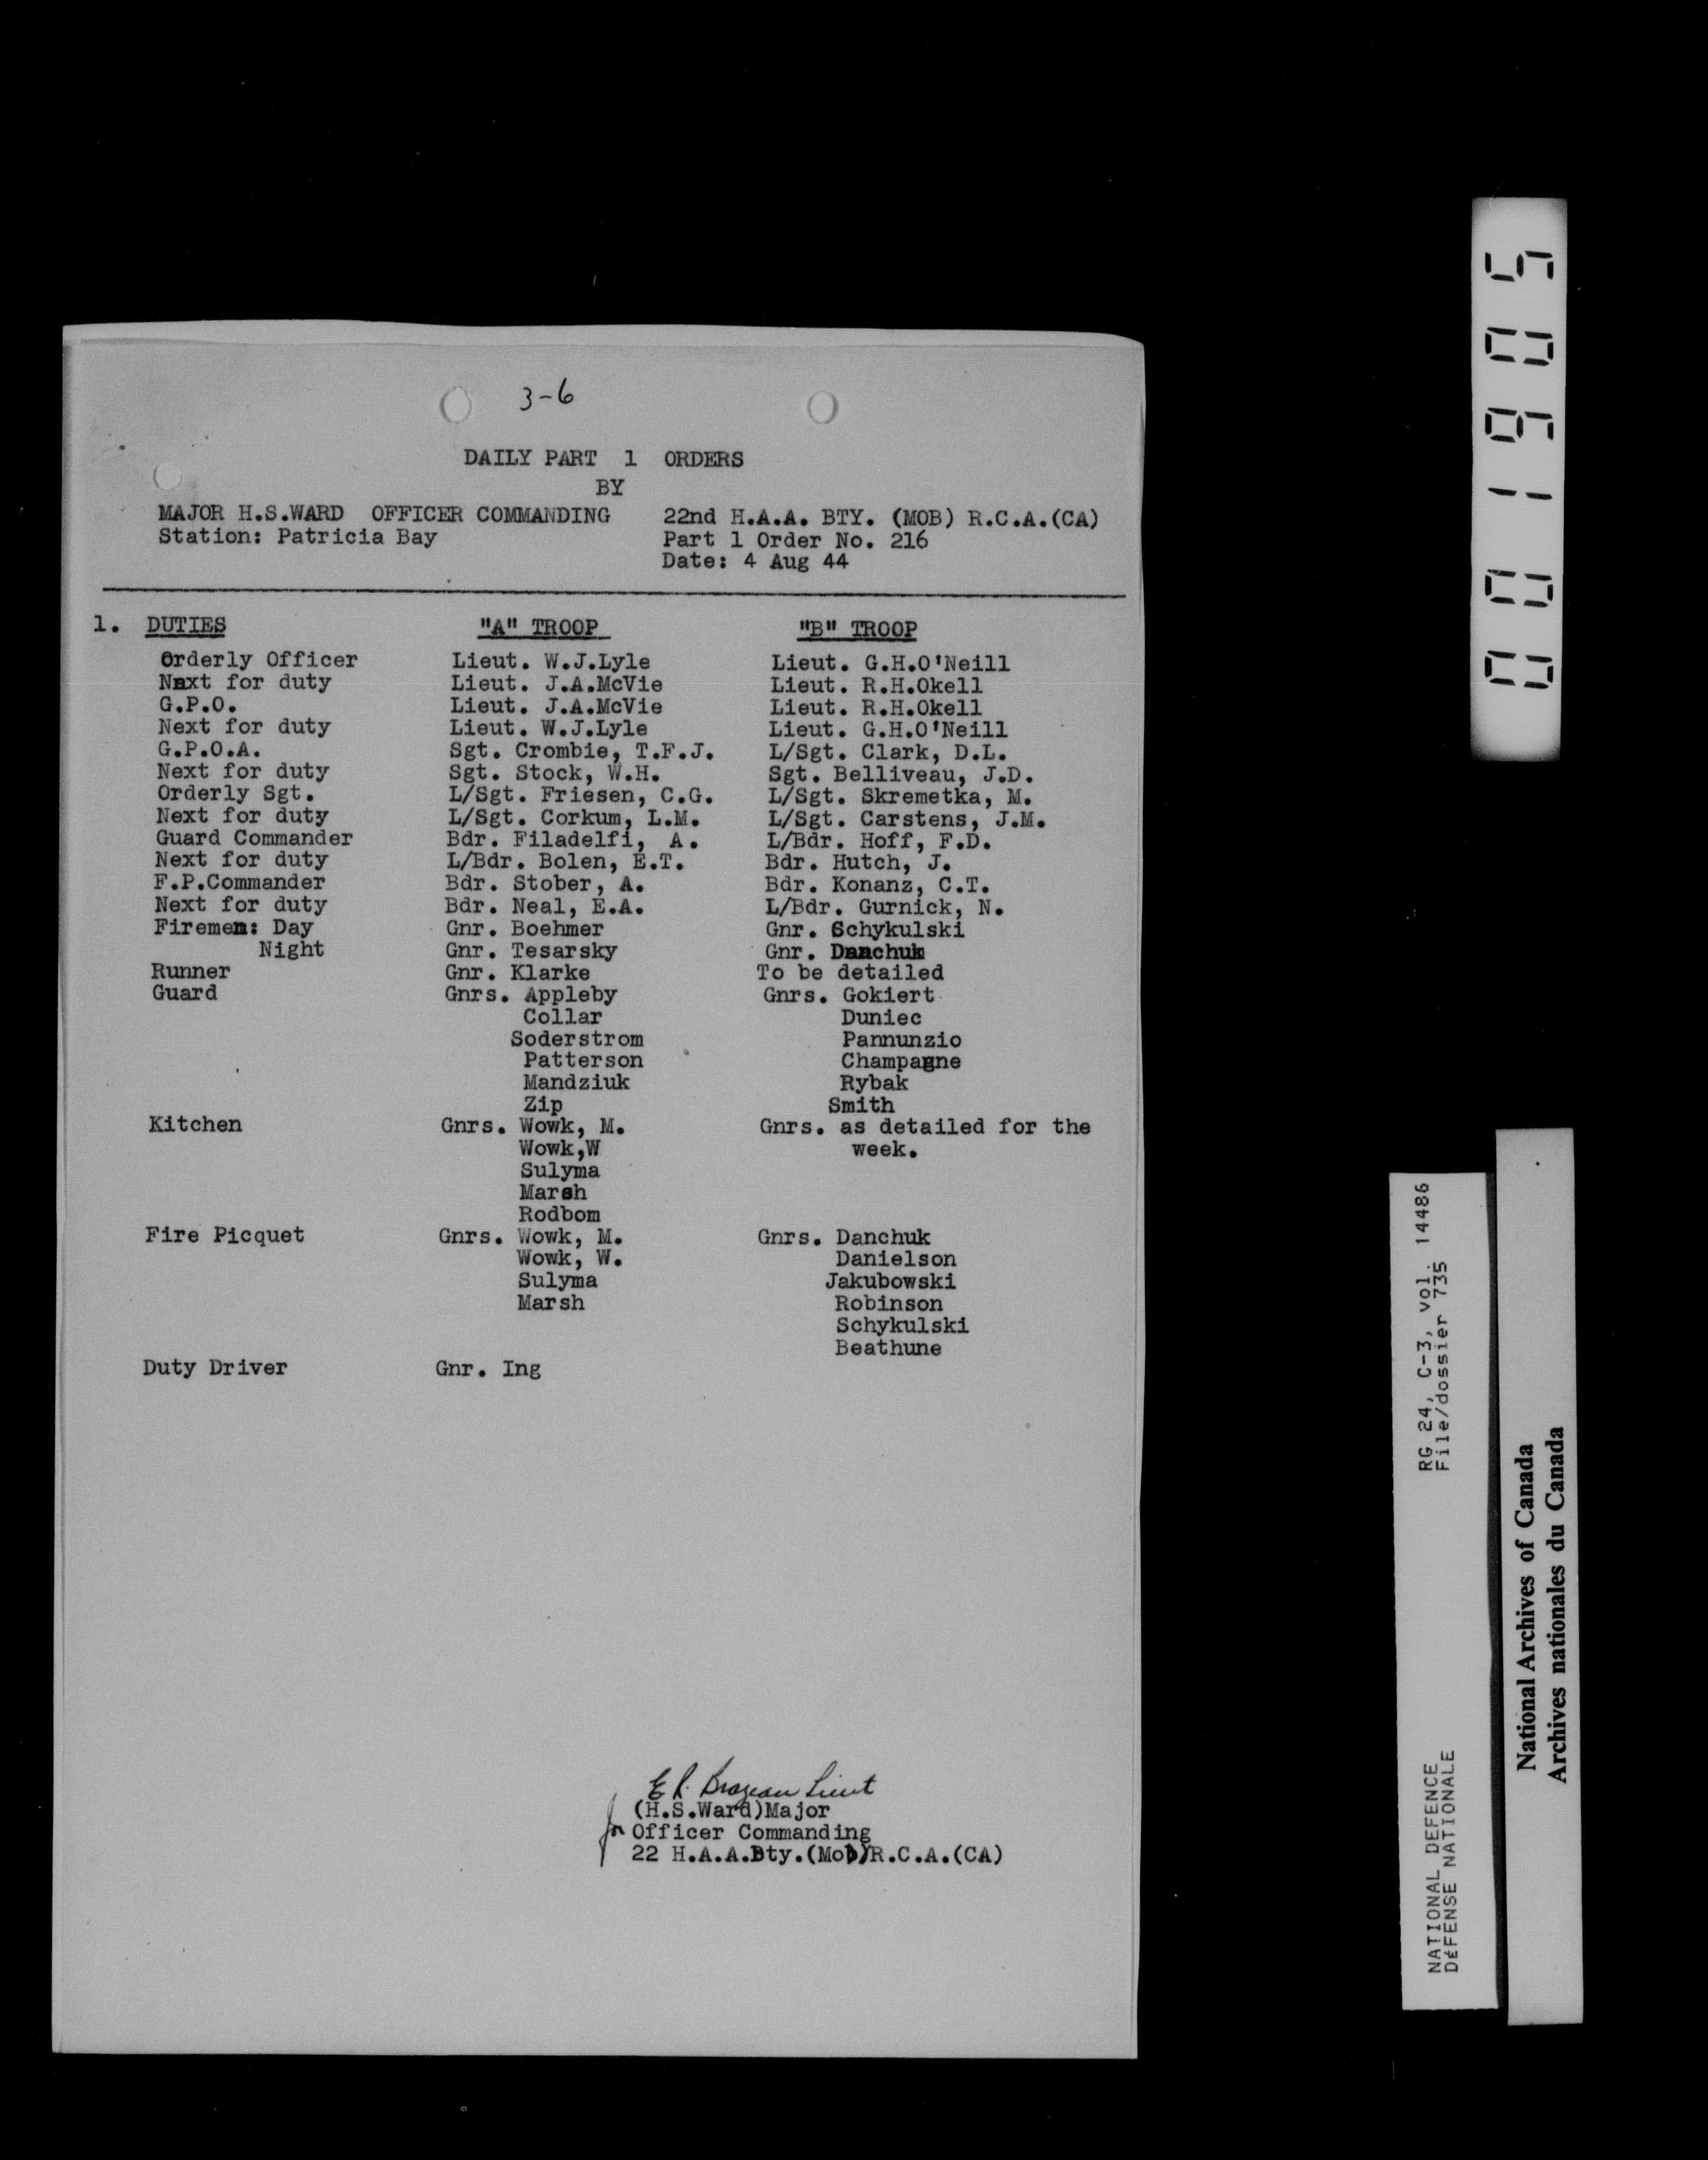 3-6
DAILY PART 1 ORDERS
BY
MAJOR H.S.WARD OFFICER COMMANDING 22nd H.A.A. BTY. (MOB) R.C.A.(CA)
Station: Patricia Bay Part 1 Order No. 216
Date: 4 Aug 44
1. DUTIES "A" TROOP "B" TROOP
Orderly Officer Lieut. W.J.Lyle Lieut. G.H.O'Neill
Next for duty Lieut. J.A.McVie Lieut. R.H.Okell
G.P.O. Lieut. J.A.McVie Lieut. R.H.Okell
Next for duty Lieut. W.J.Lyle Lieut. G.H.O'Neill
G.P.O.A. Sgt. Crombie, T.F.J. L/Sgt. Clark, D.L.
Next for duty Sgt. Stock, W.H. Sgt. Belliveau, J.D.
Orderly Sgt. L/Sgt. Friesen, C.G. L/Sgt. Skremetka, M.
Next for duty L/Sgt. Corkum, L.M. L/Sgt. Carstens, J.M.
Guard Commander Bdr. Filadelfi, A. L/Bdr. Hoff, F.D.
Next for duty L/Bdr. Bolen, E.T. Bdr. Hutch, J.
F.P.Commander Bdr. Stober, A. Bdr. Konanz, C.T.
Next for duty Bdr. Neal, E.A. L/Bdr. Gurnick, N.
Firemen: Day Gnr. Boehmer Gnr. Schykulski
Night Gnr. Tesarsky Gnr. Danchuk
Runner Gnr. Klarke To be detailed
Guard Gnrs. Appleby Gnrs. Gokiert
Collar Duniec
Soderstrom Pannunzio
Patterson Champagne
Mandziuk Rybak
Zip Smith
Kitchen Gnrs. Wowk, M. Gnrs. as detailed for the
Wowk,W week.
Sulyma
Marsh
Rodbom
Fire Picquet Gnrs. Wowk, M. Gnrs. Danchuk
Wowk, W. Danielson
Sulyma Jakubowski
Marsh Robinson
Schykulski
Beathune
Duty Driver Gnr. Ing
E R. Brazeau Lieut
(H.S.Ward)Major
for Officer Commanding
22 H.A.A.Bty.(Mob)R.C.A.(CA)
001905
RG 24, C-3, vol. 14486
File/dossier 735
NATIONAL DEFENCE
DÉFENSE NATIONALE
National Archives of Canada
Archives nationales du Canada